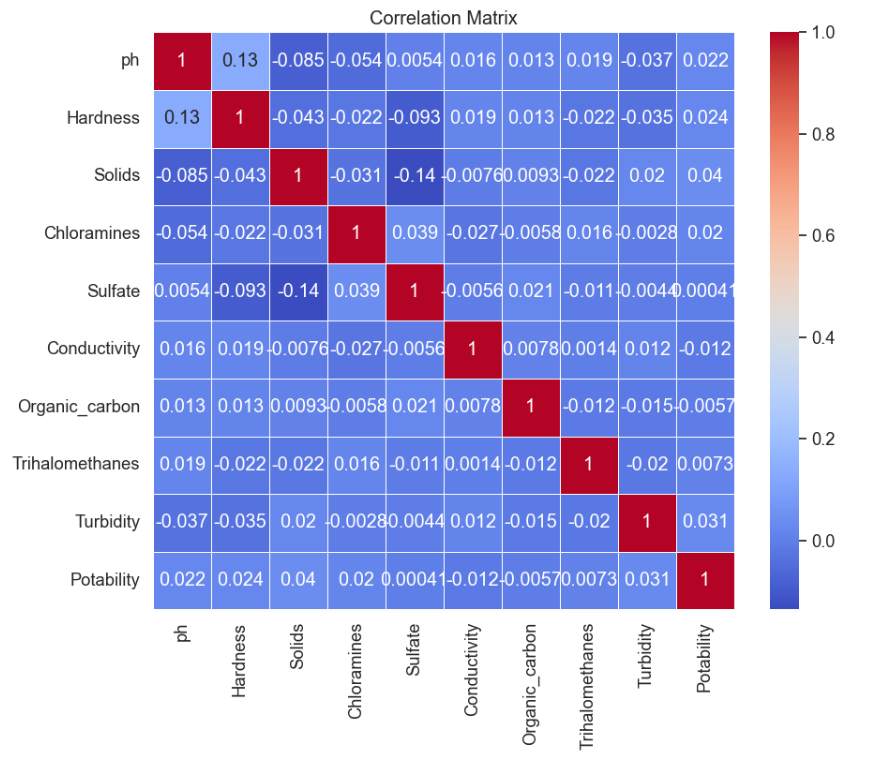 Correlation Matrix
ph 1 0.13 -0.085 -0.054 0.0054 0.016 0.013 0.019 -0.037 0.022
Hardness 0.13 1 -0.043 -0.022 -0.093 0.019 0.013 -0.022 -0.035 0.024
Solids -0.085 -0.043 1 -0.031 -0.14 -0.0076 0.0093 -0.022 0.02 0.04
Chloramines -0.054 -0.022 -0.031 1 0.039 -0.027 -0.0058 0.016 -0.0028 0.02
Sulfate 0.0054 -0.093 -0.14 0.039 1 -0.0056 0.021 -0.011 -0.0044 0.00041
Conductivity 0.016 0.019 -0.0076 -0.027 -0.0056 1 0.0078 0.0014 0.012 -0.012
Organic_carbon 0.013 0.013 0.0093 -0.0058 0.021 0.0078 1 -0.012 -0.015 -0.0057
Trihalomethanes 0.019 -0.022 -0.022 0.016 -0.011 0.0014 -0.012 1 -0.02 0.0073
Turbidity -0.037 -0.035 0.02 -0.0028 -0.0044 0.012 -0.015 -0.02 1 0.031
Potability 0.022 0.024 0.04 0.02 0.00041 -0.012 -0.0057 0.0073 0.031 1
ph Hardness Solids Chloramines Sulfate Conductivity Organic_carbon Trihalomethanes Turbidity Potability
1.0
0.8
0.6
0.4
0.2
0.0